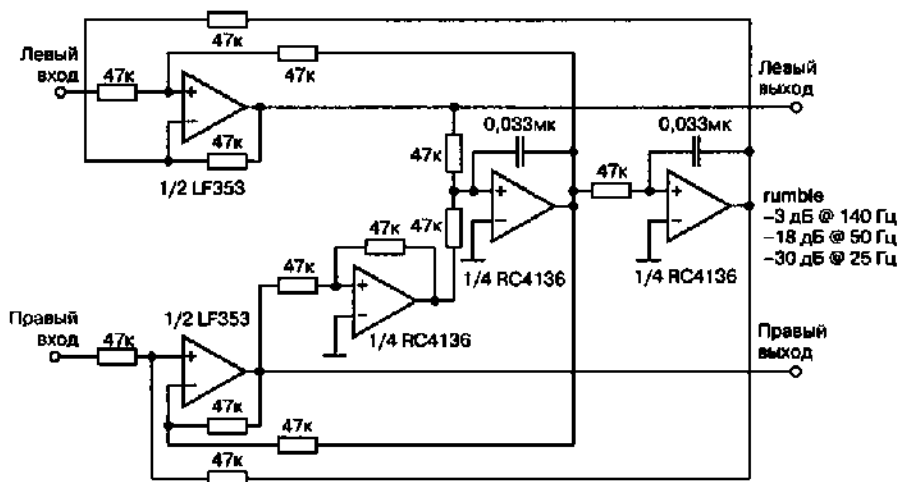 47к
Левый
вход
47к
47к
47к
1/2 LF353
Левый
выход
0,033мк
0,033мк
47к
47к
47к
1/4 RC4136
1/4 RC4136
rumble
–3 дБ @ 140 Гц
–18 дБ @ 50 Гц
–30 дБ @ 25 Гц
47к
47к
1/4 RC4136
Правый
вход
47к
1/2 LF353
47к
47к
47к
Правый
выход